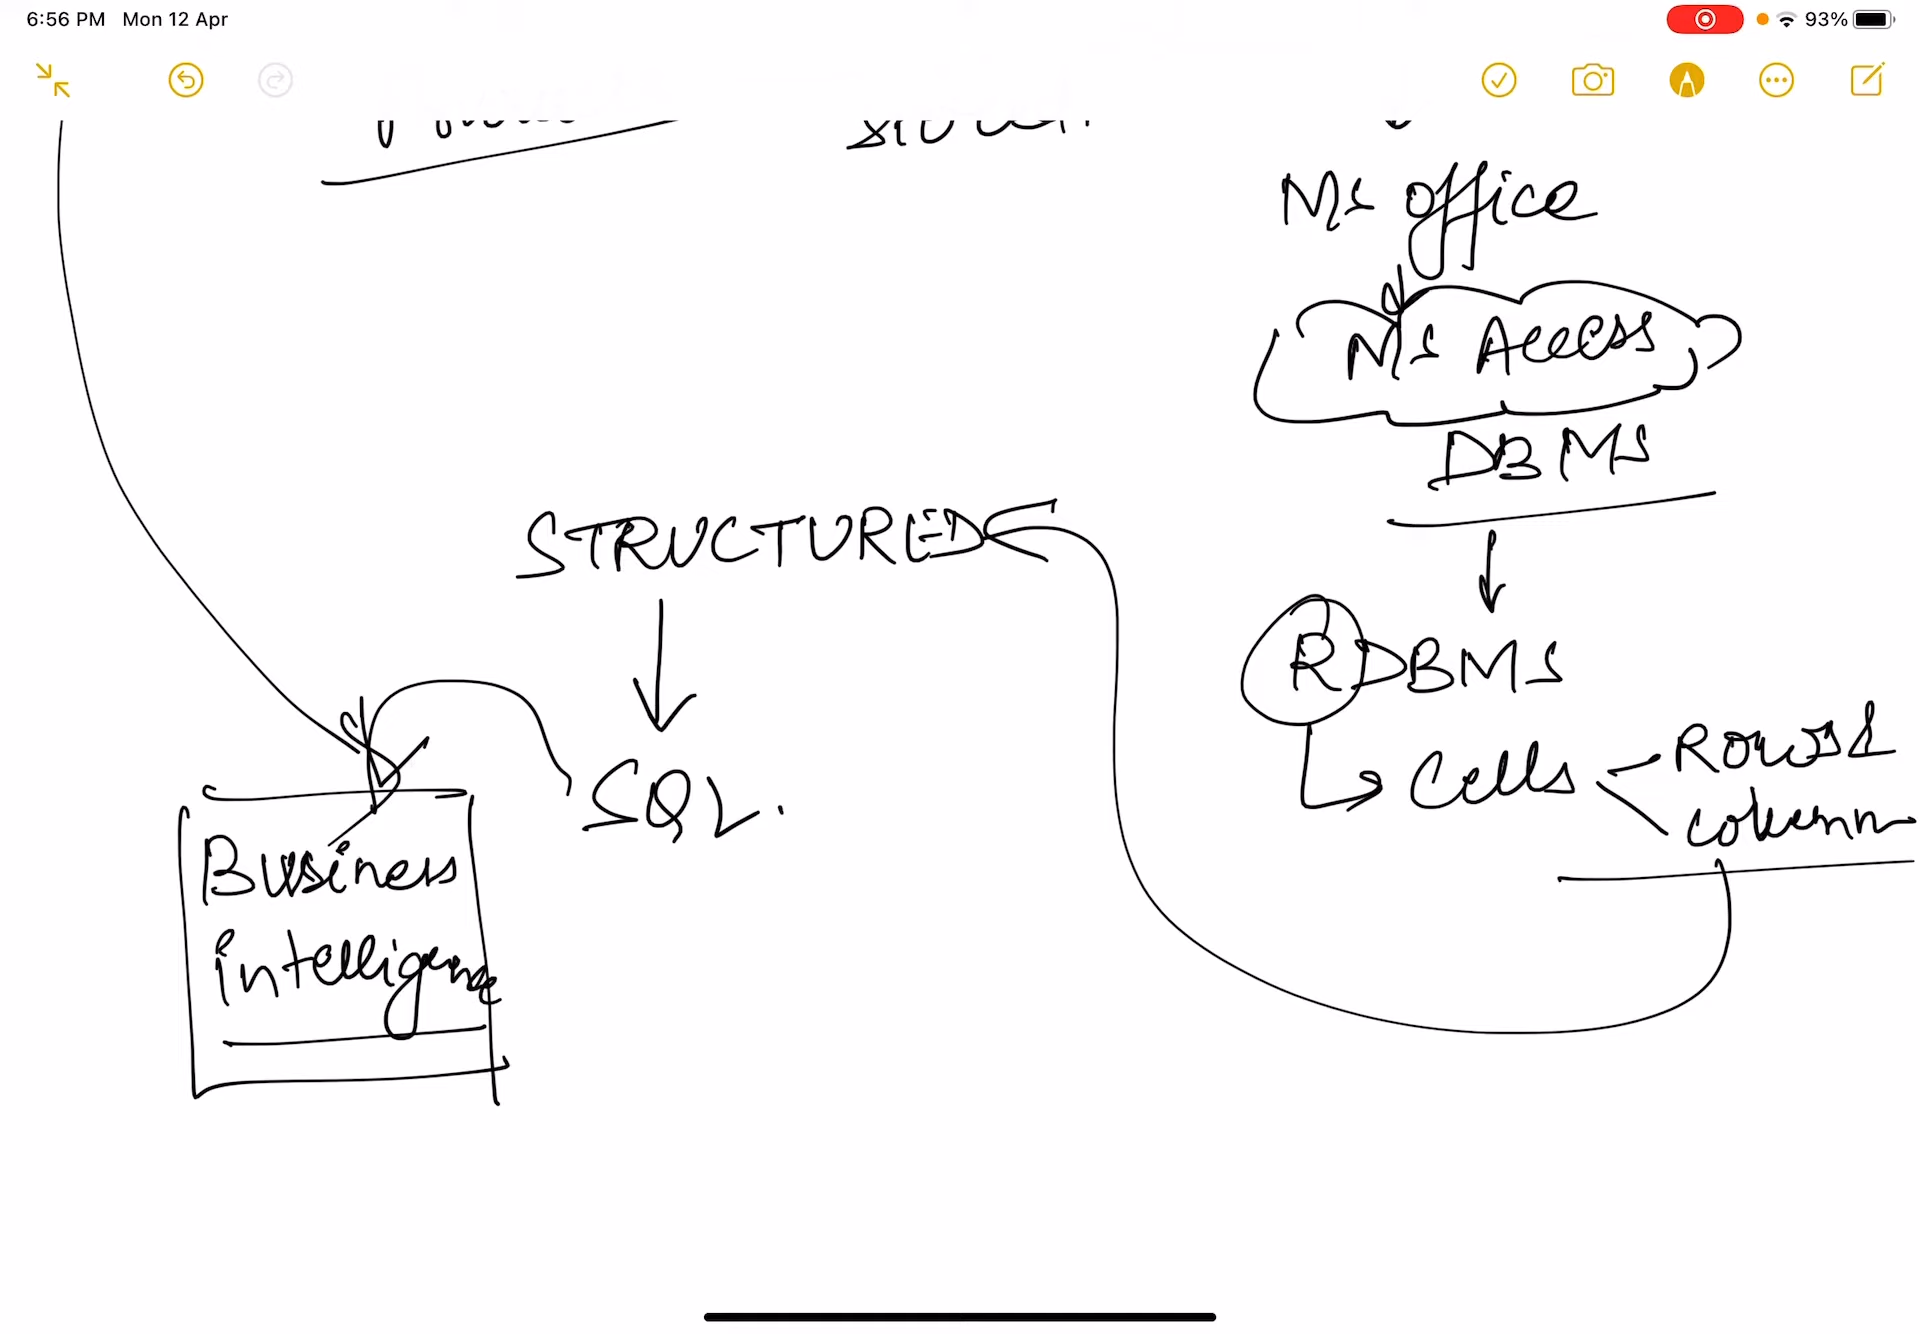 6:56 PM Mon 12 Apr
93%
Ms office
Ms Access
DBMS
STRUCTURED
RDBMS
Rows &
Cells
column
SQL.
Business
intelligence